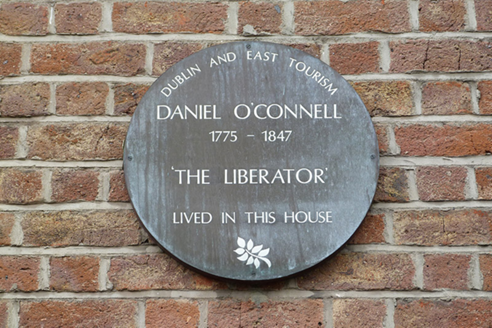 DUBLIN AND EAST TOURISM
DANIEL O'CONNELL
1775 – 1847
'THE LIBERATOR'
LIVED IN THIS HOUSE